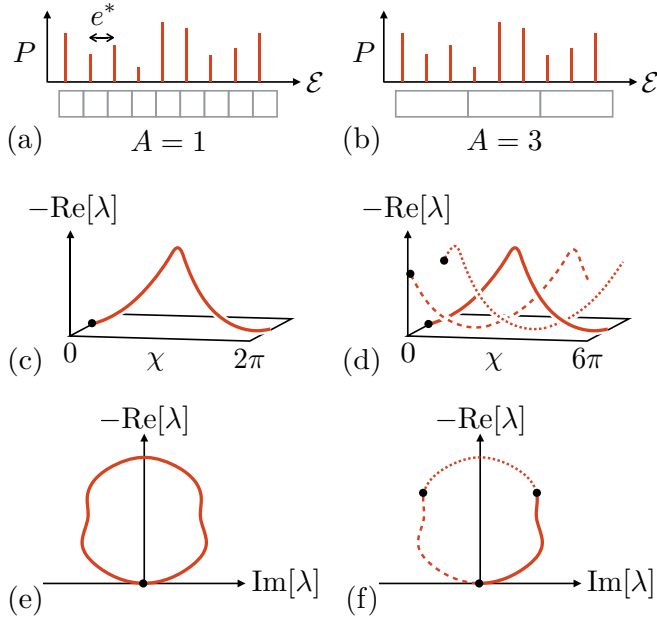 e*
P
ℰ
P
ℰ
(a)
A = 1
(b)
A = 3
−Re[λ]
−Re[λ]
(c)
0
χ
2π
(d)
0
χ
6π
−Re[λ]
−Re[λ]
(e)
Im[λ]
(f)
Im[λ]